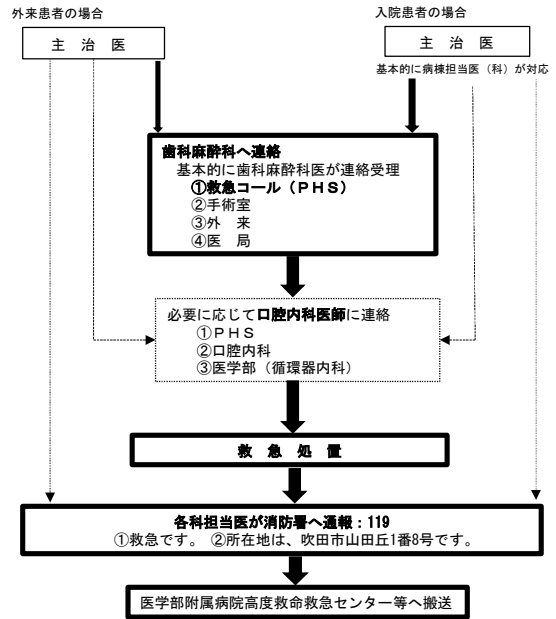 外来患者の場合
主　治　医
入院患者の場合
主　治　医
基本的に病棟担当医（科）が対応
歯科麻酔科へ連絡
基本的に歯科麻酔科医が連絡受理
①救急コール（ＰＨＳ）
②手術室
③外　来
④医　局
必要に応じて口腔内科医師に連絡
①ＰＨＳ
②口腔内科
③医学部（循環器内科）
救　急　処　置
各科担当医が消防署へ通報：119
①救急です。 ②所在地は、吹田市山田丘1番8号です。
医学部附属病院高度救命救急センター等へ搬送